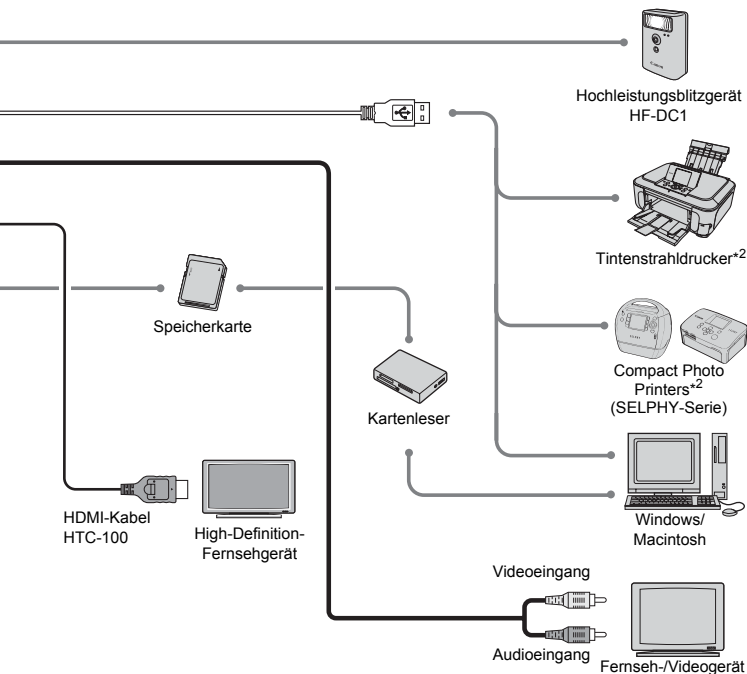 Hochleistungsblitzgerät
HF-DC1
Tintenstrahldrucker*2
Speicherkarte
Compact Photo
Printers*2
(SELPHY-Serie)
Kartenleser
HDMI-Kabel
HTC-100
High-Definition-
Fernsehgerät
Windows/
Macintosh
Videoeingang
Audioeingang
Fernseh-/Videogerät